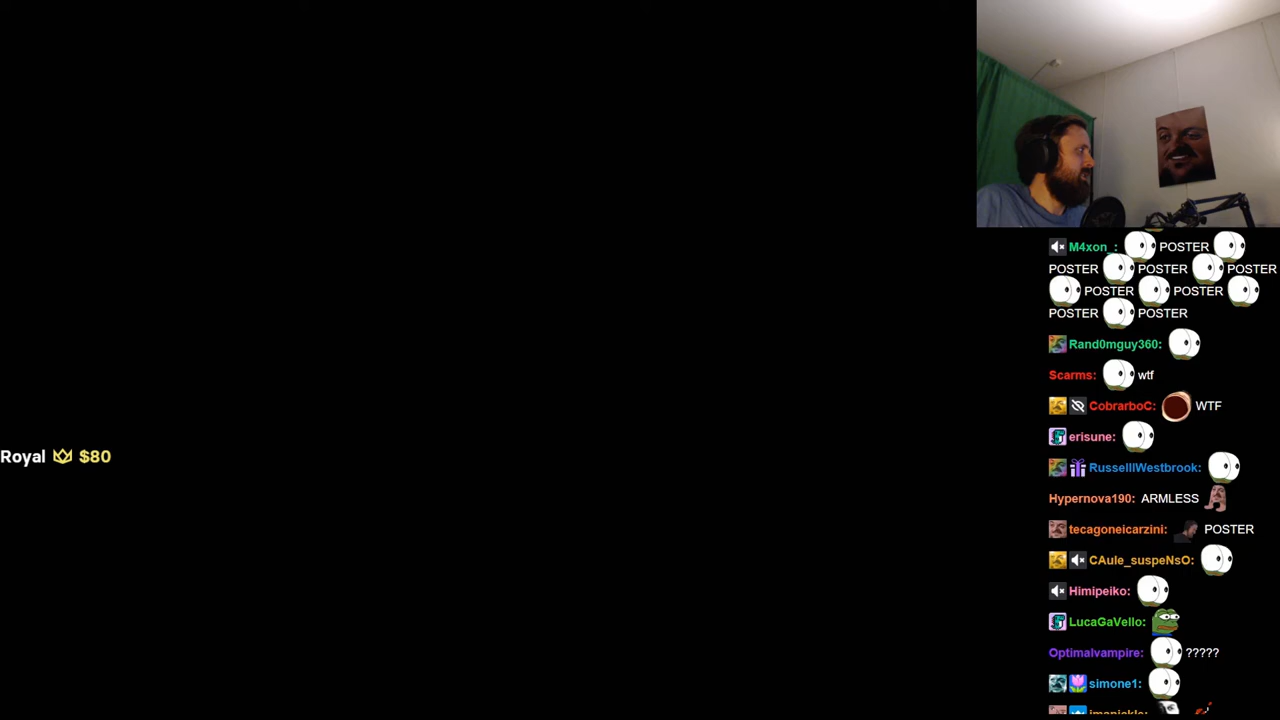 M4xon_: POSTER
POSTER POSTER POSTER
POSTER POSTER
POSTER POSTER
Rand0mguy360:
Scarms: wtf
CobrarboC: WTF
erisune:
Royal $80
RusselllWestbrook:
Hypernova190: ARMLESS
tecagoneicarzini: POSTER
CAule_suspeNsO:
Himipeiko:
LucaGaVello:
Optimalvampire: ?????
simone1: